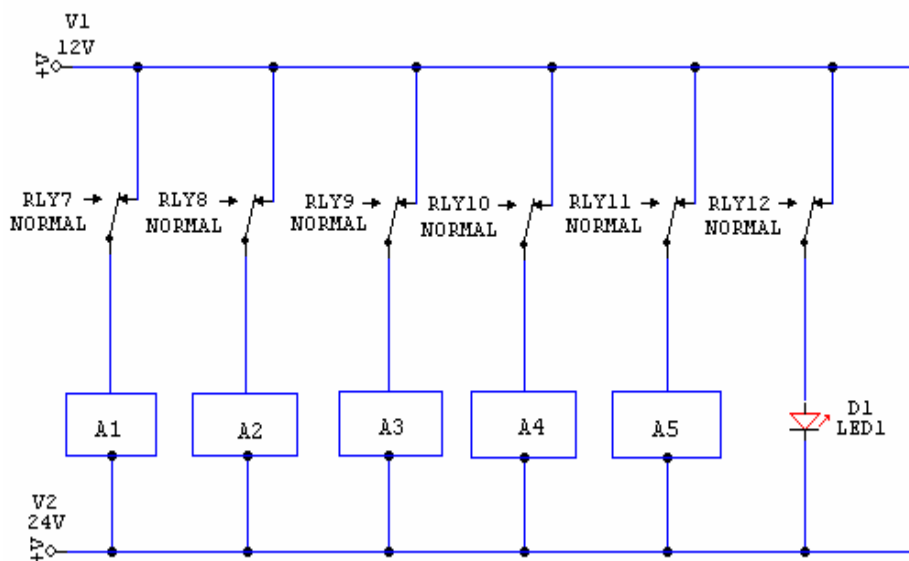 V1
12V
+V
RLY7
NORMAL
RLY8
NORMAL
RLY9
NORMAL
RLY10
NORMAL
RLY11
NORMAL
RLY12
NORMAL
A1
A2
A3
A4
A5
D1
LED1
V2
24V
+V